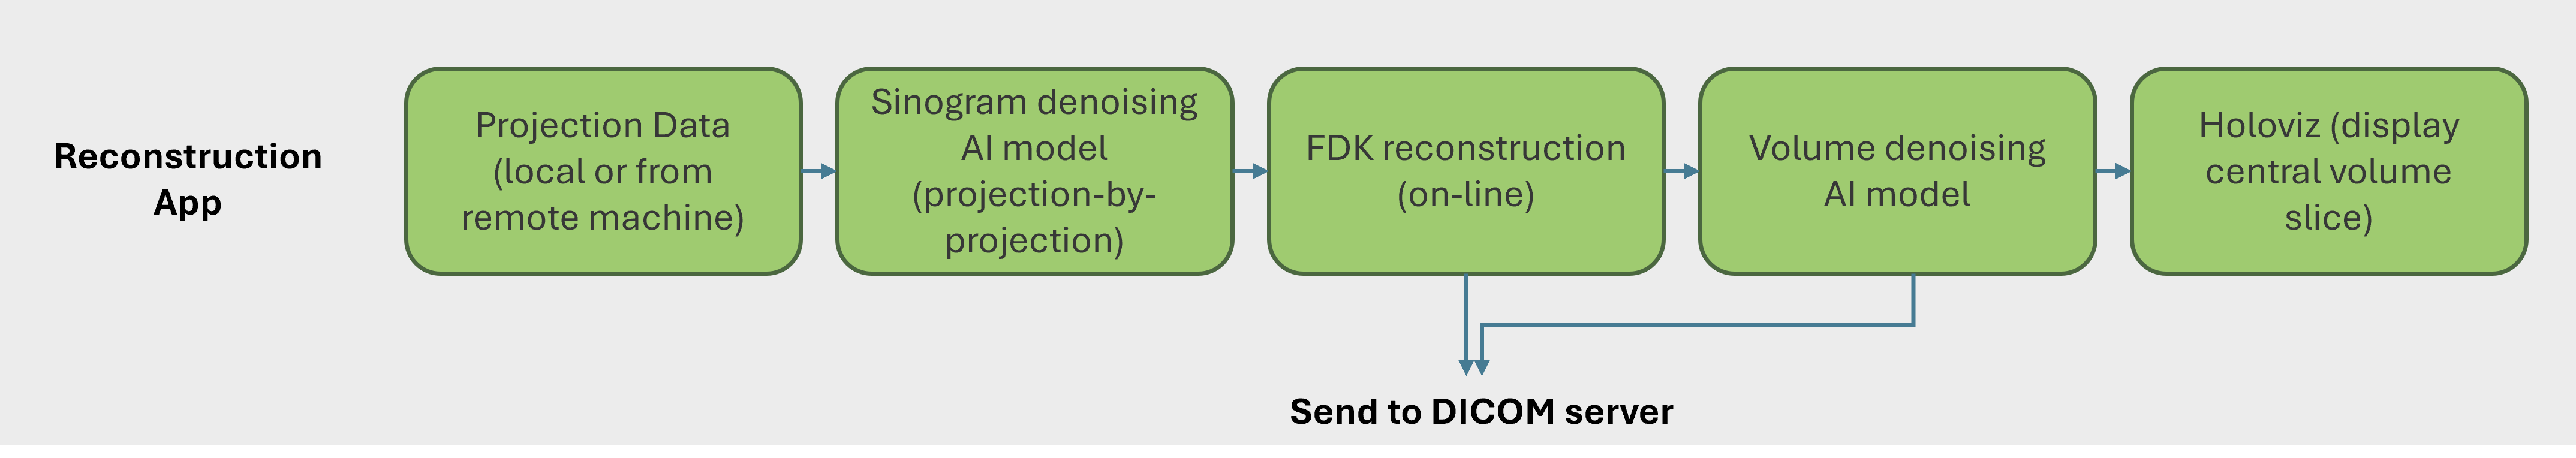 Reconstruction
App
Projection Data
(local or from
remote machine)
Sinogram denoising
AI model
(projection-by-
projection)
FDK reconstruction
(on-line)
Volume denoising
AI model
Holoviz (display
central volume
slice)
Send to DICOM server